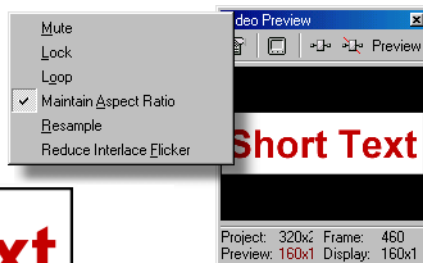 Mute
Lock
Loop
Maintain Aspect Ratio
Resample
Reduce Interlace Flicker
deo Preview
Preview
Short Text
Project: 320x2 Frame: 460
Preview: 160x1 Display: 160x1
xt